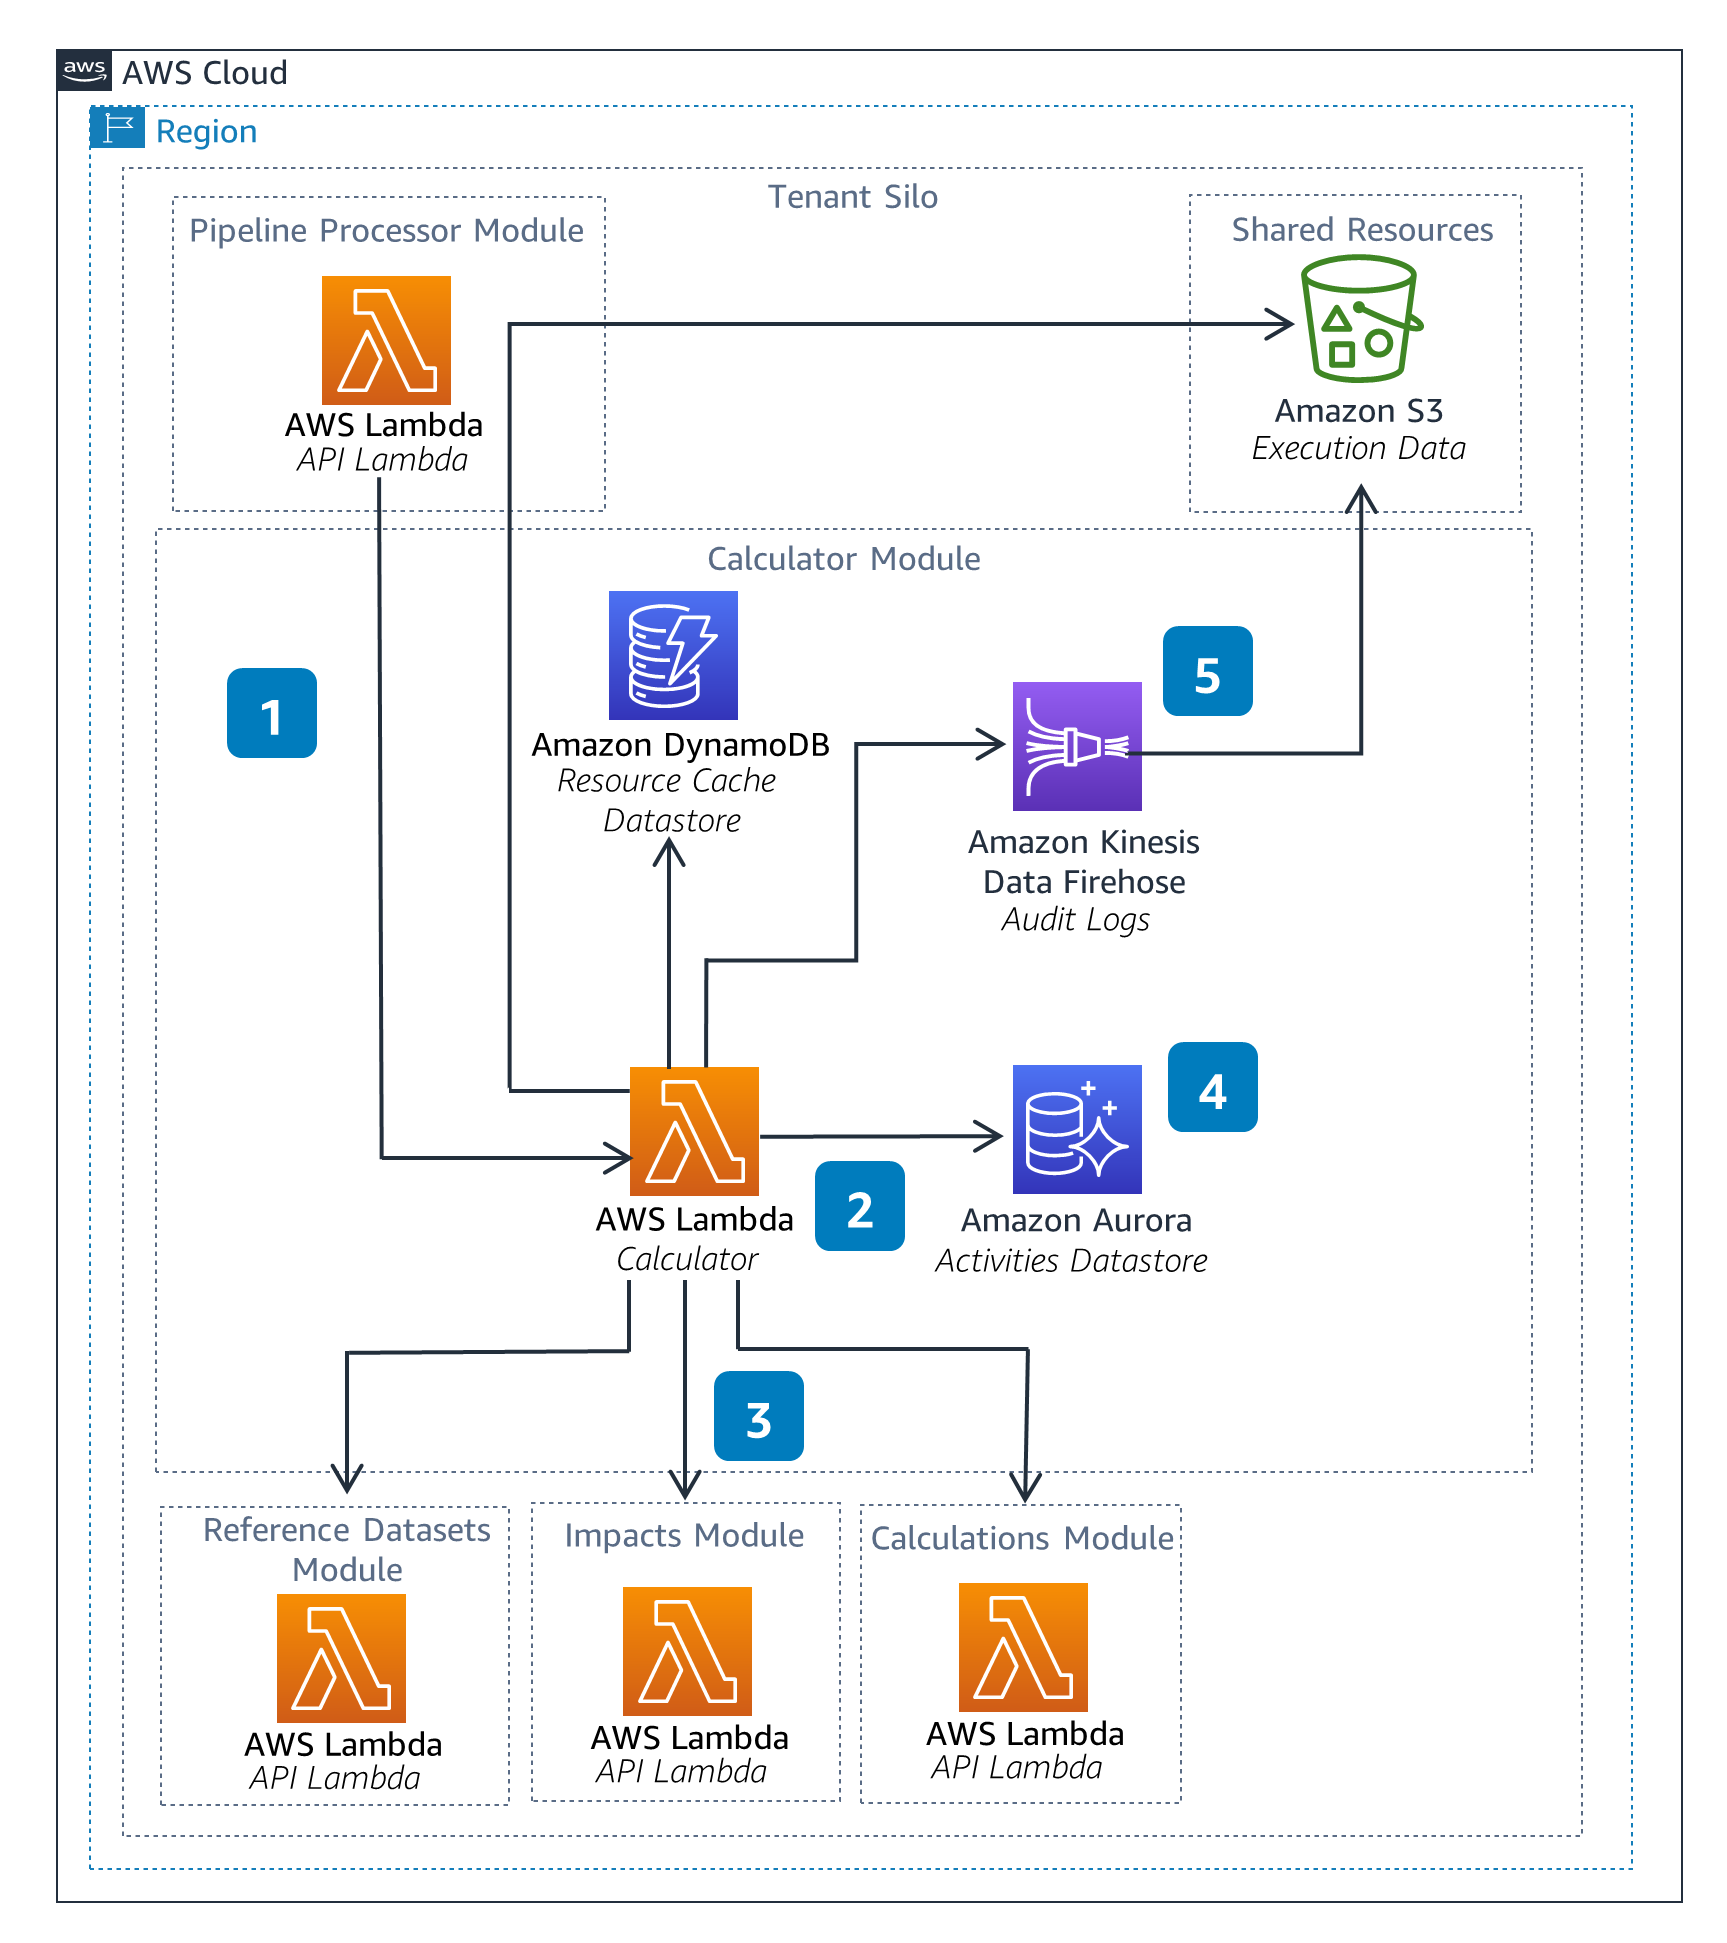 aws
AWS Cloud
Region
Tenant Silo
Pipeline Processor Module
AWS Lambda
API Lambda
Shared Resources
Amazon S3
Execution Data
Calculator Module
1
Amazon DynamoDB
Resource Cache
Datastore
5
Amazon Kinesis
Data Firehose
Audit Logs
AWS Lambda
Calculator
2
4
Amazon Aurora
Activities Datastore
3
Reference Datasets
Module
AWS Lambda
API Lambda
Impacts Module
AWS Lambda
API Lambda
Calculations Module
AWS Lambda
API Lambda